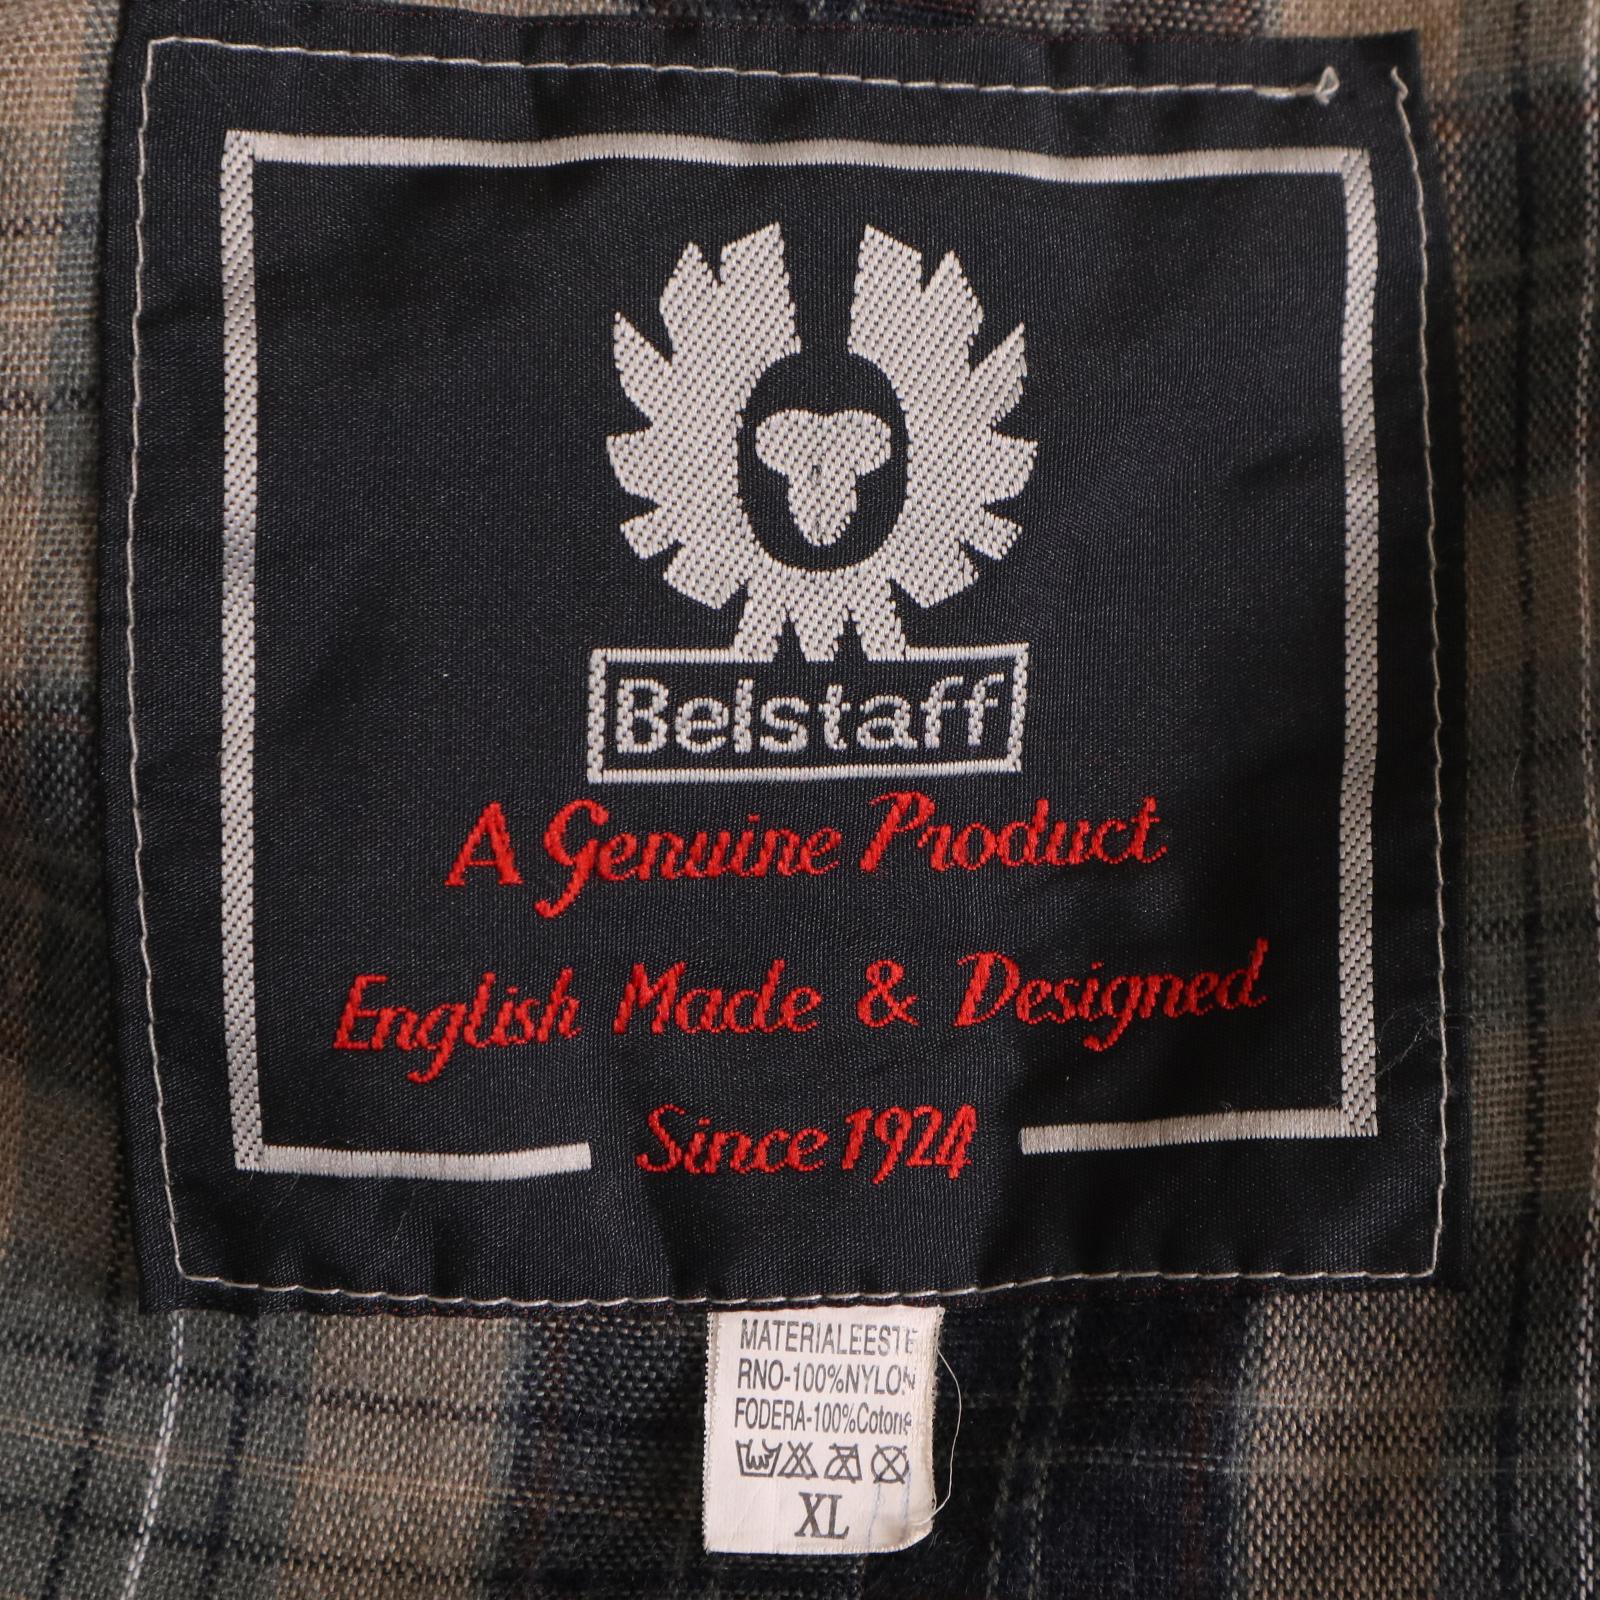 Belstaff
A Genuine Product
English Made & Designed
Since 1924
MATERIALEESTE
RNO-100%NYLON
FODERA-100%Cotone
XL